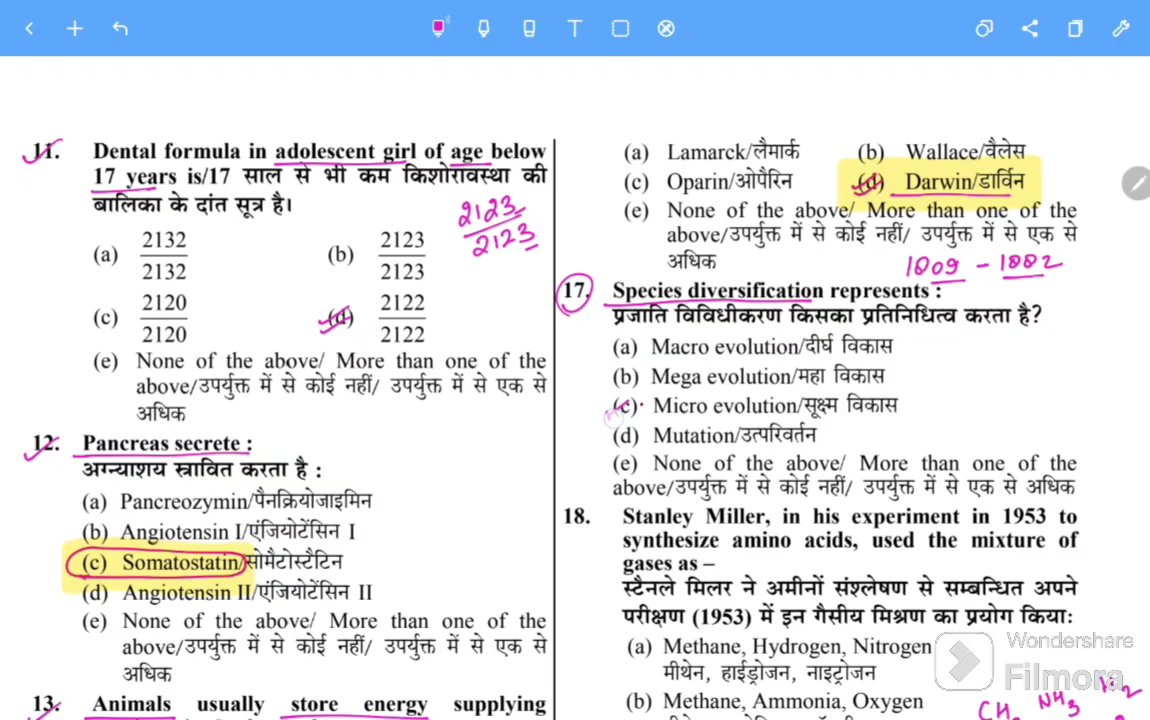 11. Dental formula in adolescent girl of age below
17 years is/17 साल से भी कम किशोरावस्था की
बालिका के दांत सूत्र है।
2123
2123
(a) 2132
2132
(b) 2123
2123
(c) 2120
2120
(d) 2122
2122
(e) None of the above/ More than one of the
above/उपर्युक्त में से कोई नहीं/ उपर्युक्त में से एक से
अधिक
12. Pancreas secrete :
अग्न्याशय स्त्रावित करता है :
(a) Pancreozymin/पैनक्रियोजाइमिन
(b) Angiotensin I/एंजियोटेंसिन I
(c) Somatostatin/सोमैटोस्टैटिन
(d) Angiotensin II/एंजियोटेंसिन II
(e) None of the above/ More than one of the
above/उपर्युक्त में से कोई नहीं/ उपर्युक्त में से एक से
अधिक
13. Animals usually store energy supplying
(a) Lamarck/लैमार्क (b) Wallace/वैलेस
(c) Oparin/ओपैरिन (d) Darwin/डार्विन
(e) None of the above/ More than one of the
above/उपर्युक्त में से कोई नहीं/ उपर्युक्त में से एक से
अधिक
1809 - 1882
17. Species diversification represents :
प्रजाति विविधीकरण किसका प्रतिनिधित्व करता है?
(a) Macro evolution/दीर्घ विकास
(b) Mega evolution/महा विकास
(c) Micro evolution/सूक्ष्म विकास
(d) Mutation/उत्परिवर्तन
(e) None of the above/ More than one of the
above/उपर्युक्त में से कोई नहीं/ उपर्युक्त में से एक से अधिक
18. Stanley Miller, in his experiment in 1953 to
synthesize amino acids, used the mixture of
gases as –
स्टैनले मिलर ने अमीनों संश्लेषण से सम्बन्धित अपने
परीक्षण (1953) में इन गैसीय मिश्रण का प्रयोग किया:
(a) Methane, Hydrogen, Nitrogen
मीथेन, हाईड्रोजन, नाइट्रोजन
(b) Methane, Ammonia, Oxygen
CH NH3 H2
Wondershare
Filmora